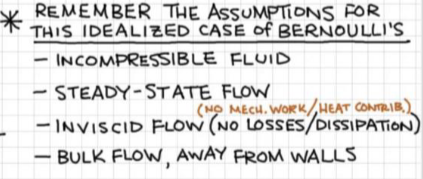 * REMEMBER THE ASSUMPTIONS FOR
THIS IDEALIZED CASE OF BERNOULLI'S
- INCOMPRESSIBLE FLUID
- STEADY-STATE FLOW
(NO MECH. WORK/HEAT CONTRIB.)
- INVISCID FLOW (NO LOSSES/DISSIPATION)
- BULK FLOW, AWAY FROM WALLS